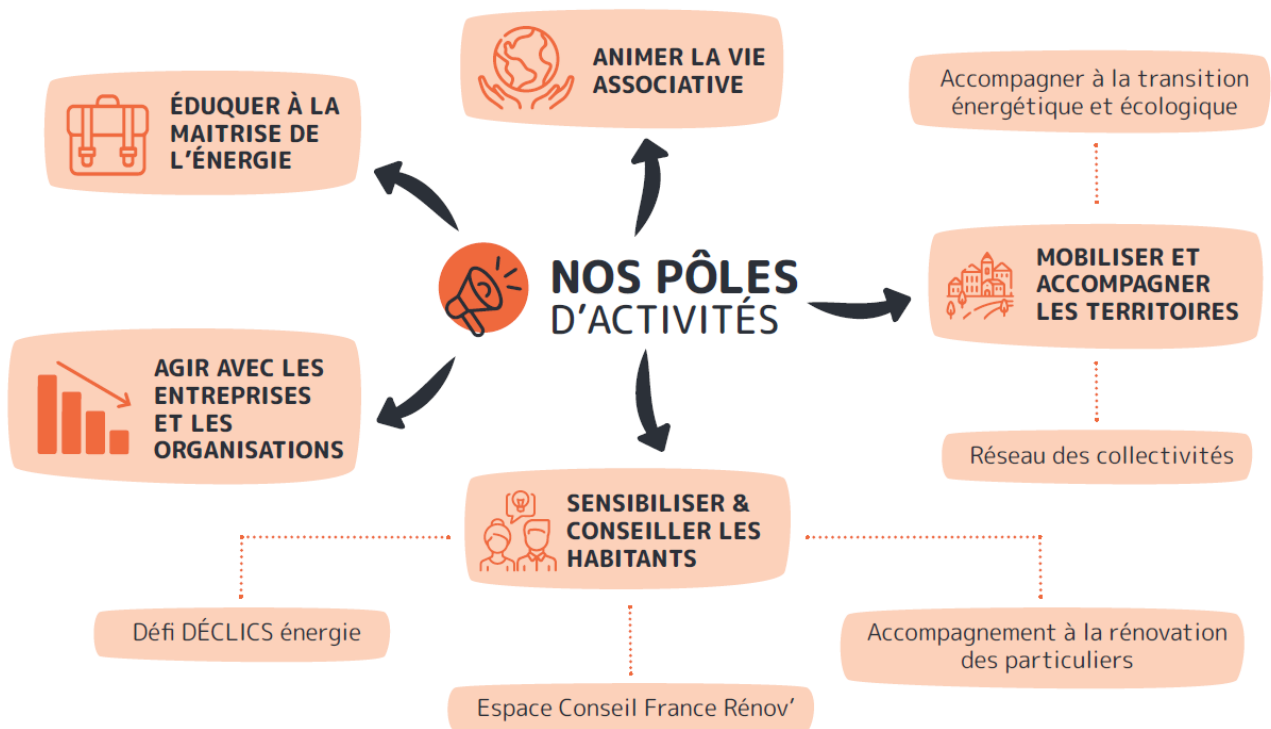 ANIMER LA VIE
ASSOCIATIVE
ÉDUQUER À LA
MAITRISE DE
L'ÉNERGIE
Accompagner à la transition
énergétique et écologique
NOS PÔLES
D'ACTIVITÉS
MOBILISER ET
ACCOMPAGNER
LES TERRITOIRES
AGIR AVEC LES
ENTREPRISES
ET LES
ORGANISATIONS
Réseau des collectivités
SENSIBILISER &
CONSEILLER LES
HABITANTS
Défi DÉCLICS énergie
Accompagnement à la rénovation
des particuliers
Espace Conseil France Rénov'